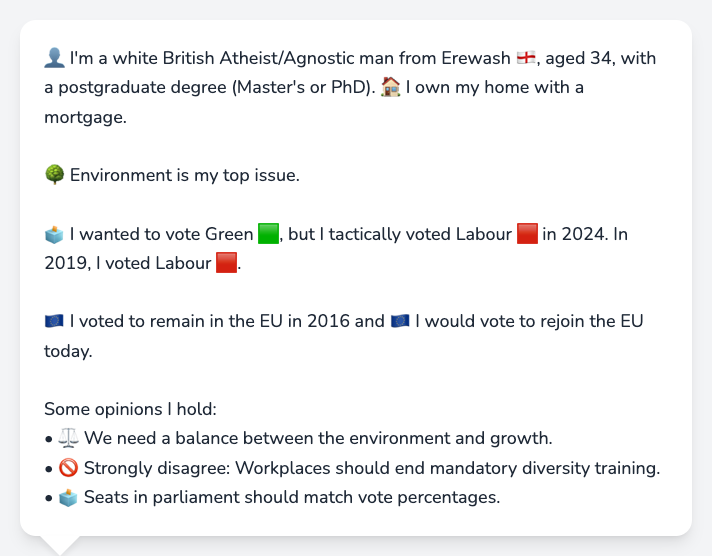 👤 I'm a white British Atheist/Agnostic man from Erewash 🏴󠁧󠁢󠁥󠁮󠁧󠁿, aged 34, with
a postgraduate degree (Master's or PhD). 🏠 I own my home with a
mortgage.
🌳 Environment is my top issue.
🗳️ I wanted to vote Green 🟩, but I tactically voted Labour 🟥 in 2024. In
2019, I voted Labour 🟥.
🇪🇺 I voted to remain in the EU in 2016 and 🇪🇺 I would vote to rejoin the EU
today.
Some opinions I hold:
• ⚖️ We need a balance between the environment and growth.
• 🚫 Strongly disagree: Workplaces should end mandatory diversity training.
• 🗳️ Seats in parliament should match vote percentages.